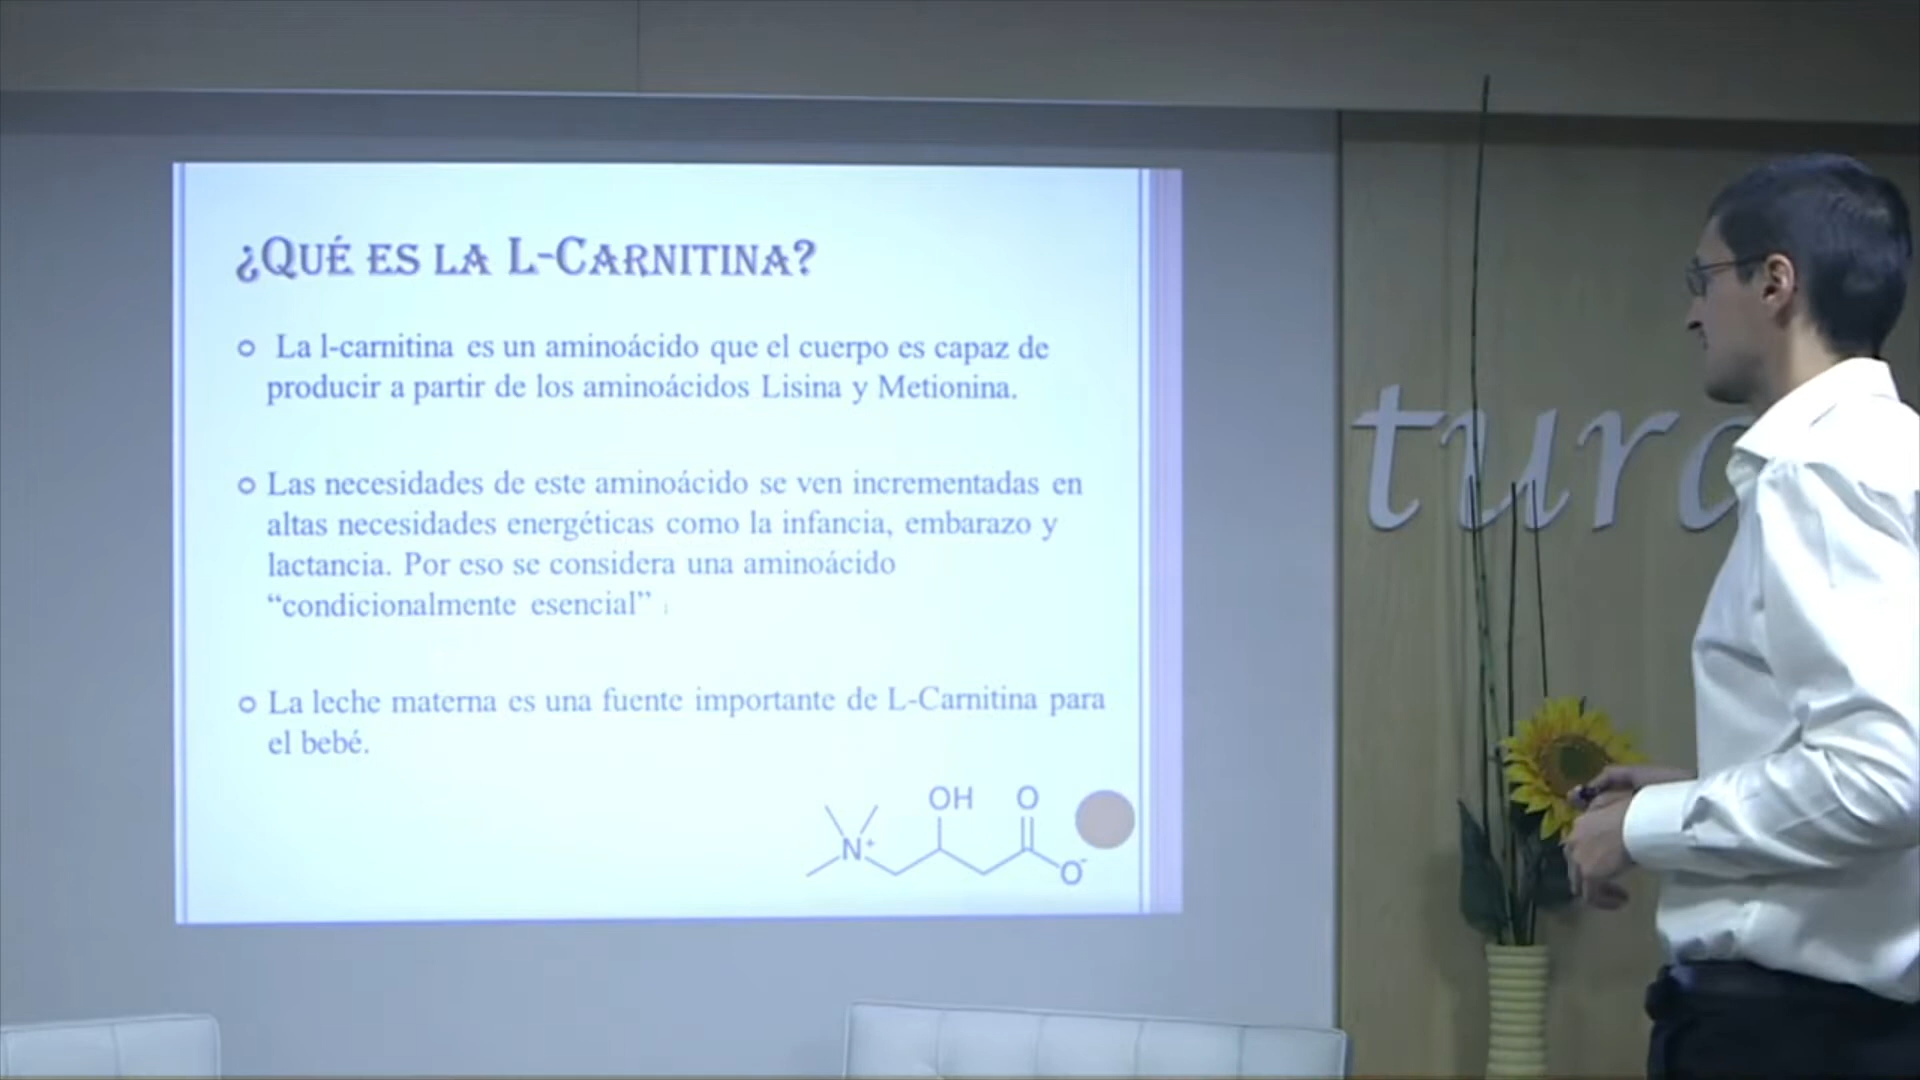 ¿QUÉ ES LA L-CARNITINA?
La l-carnitina es un aminoácido que el cuerpo es capaz de
producir a partir de los aminoácidos Lisina y Metionina.
Las necesidades de este aminoácido se ven incrementadas en
altas necesidades energéticas como la infancia, embarazo y
lactancia. Por eso se considera una aminoácido
“condicionalmente esencial”
La leche materna es una fuente importante de L-Carnitina para
el bebé.
OH O
N+
O-
tura